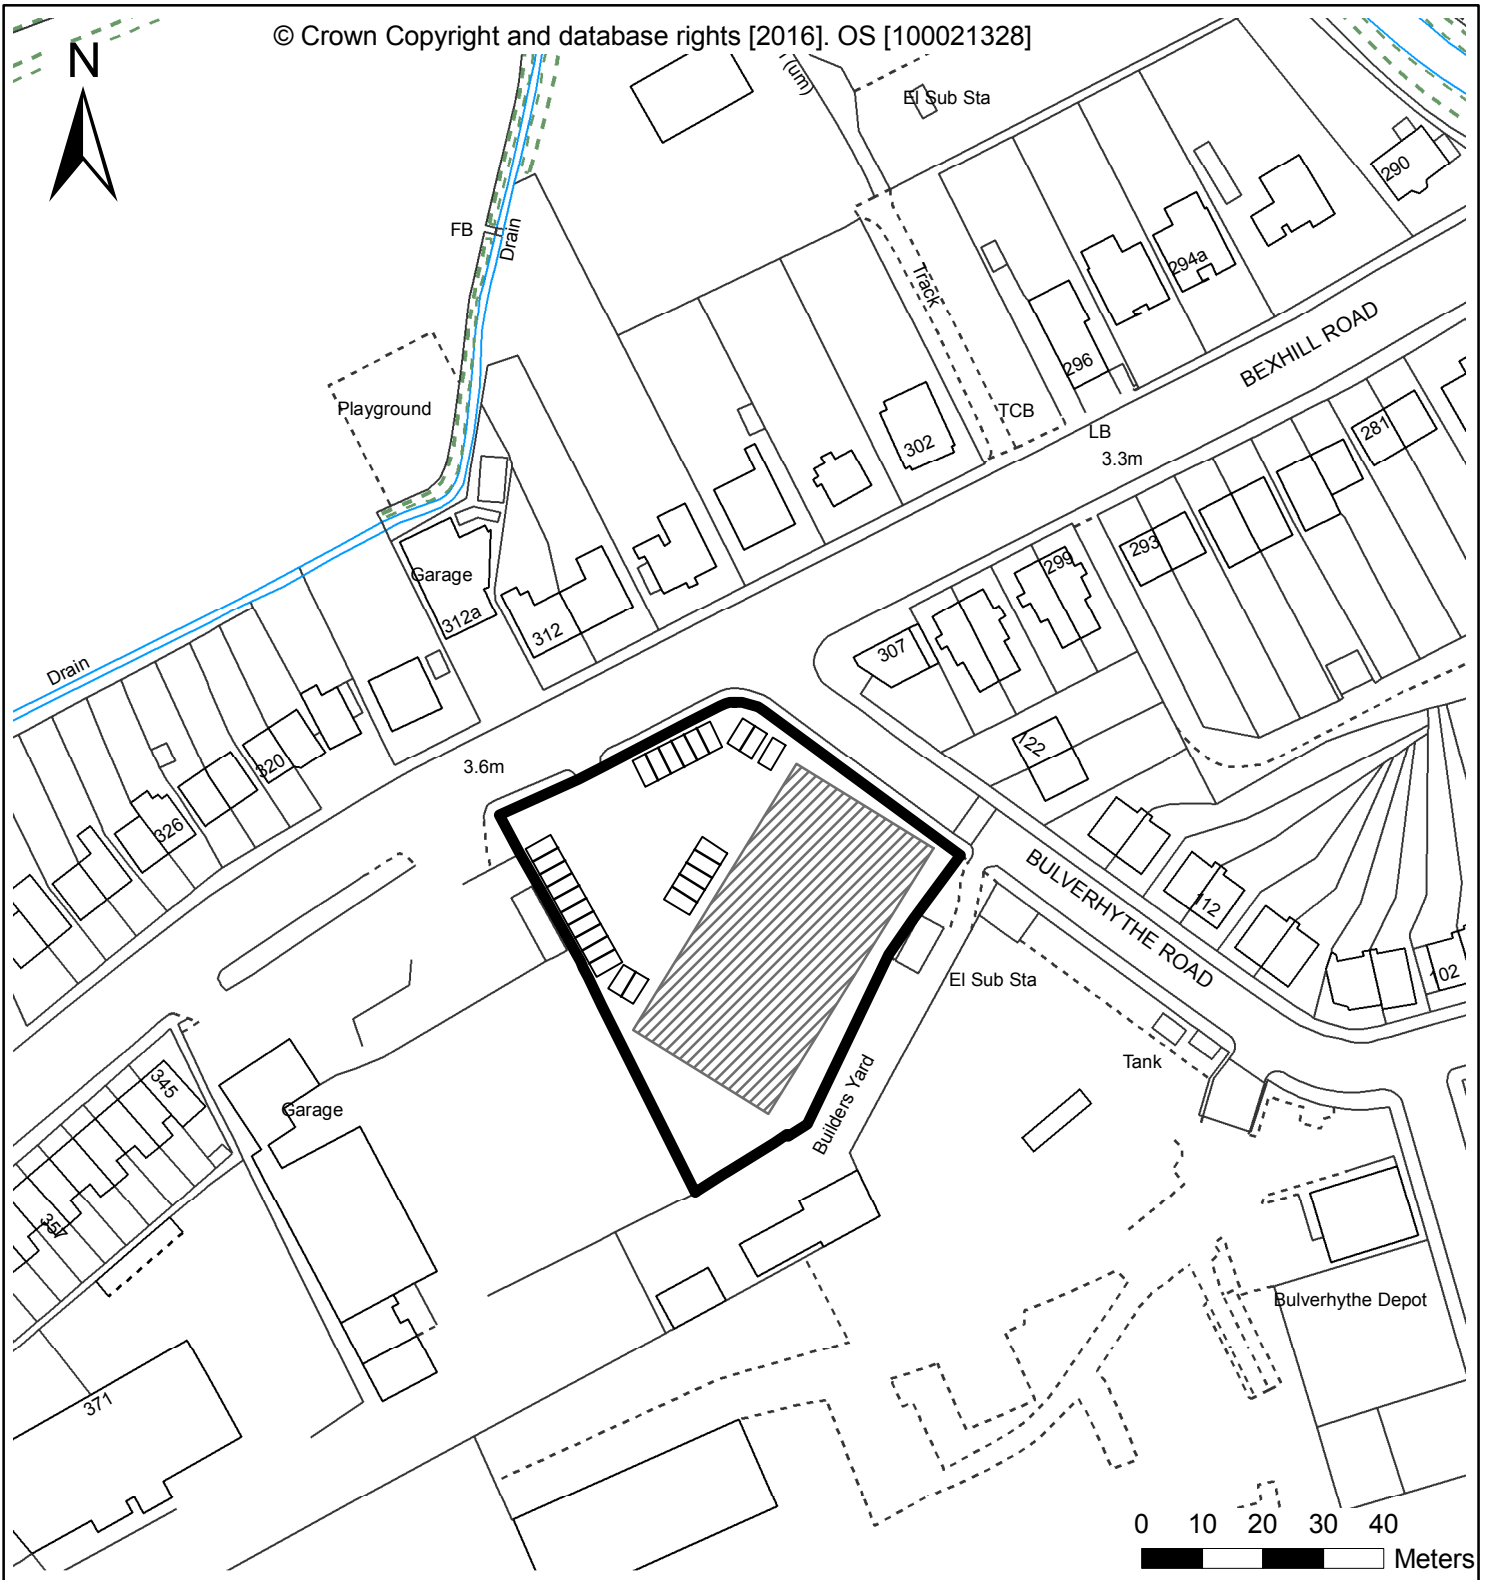 © Crown Copyright and database rights [2016]. OS [100021328]
N
(um)
El Sub Sta
290
FB
Drain
Track
294a
BEXHILL ROAD
296
Playground
TCB
LB
3.3m
302
281
293
299
Garage
312a
312
307
Drain
122
320
3.6m
326
BULVERHYTHE ROAD
112
102
El Sub Sta
Tank
345
Garage
Builders Yard
357
Bulverhythe Depot
371
0 10 20 30 40
Meters